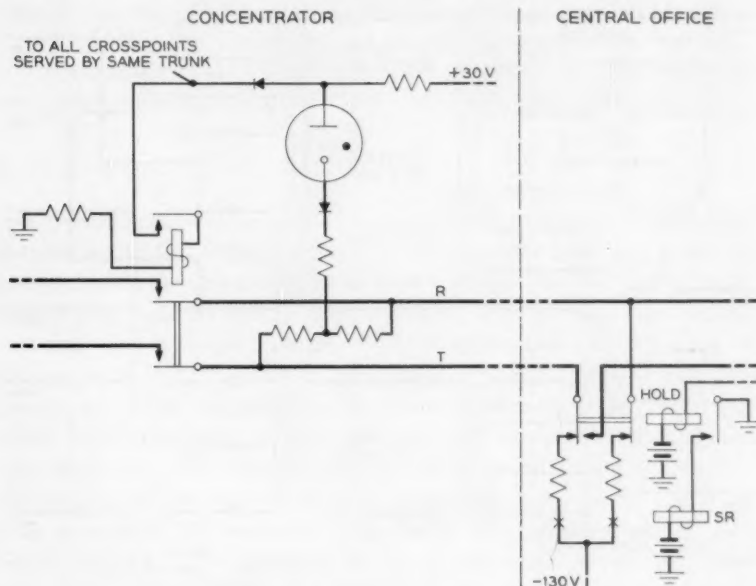 CONCENTRATOR
CENTRAL OFFICE
TO ALL CROSSPOINTS
SERVED BY SAME TRUNK
+30 V
R
T
HOLD
SR
−130 V